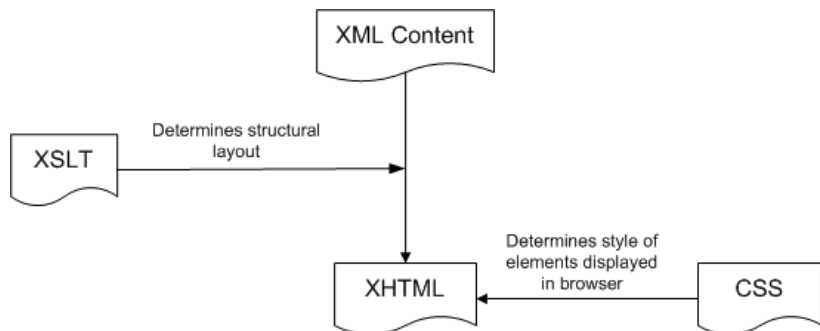 XML Content
Determines structural
layout
XSLT
Determines style of
elements displayed
in browser
XHTML
CSS